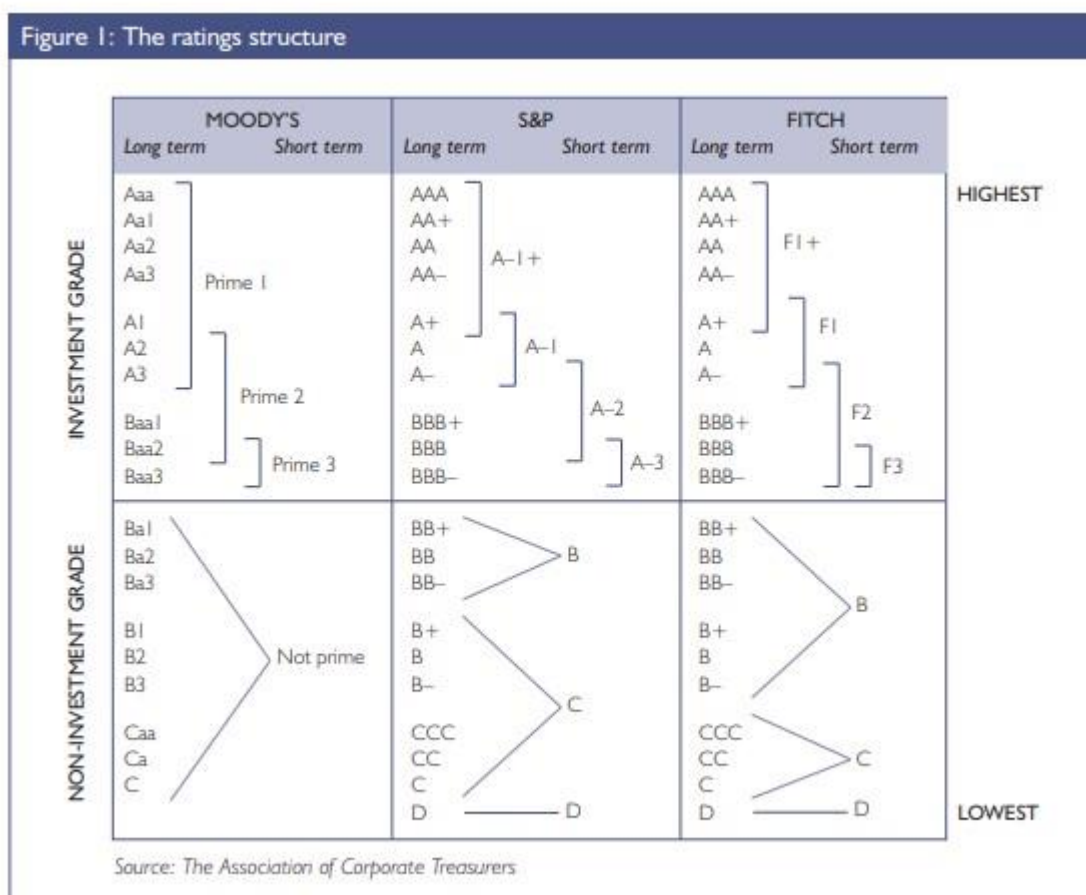 Figure 1: The ratings structure
MOODY'S S&P FITCH
Long term Short term Long term Short term Long term Short term
Aaa AAA AAA HIGHEST
Aa1 AA+ AA+
Aa2 AA AA F1+
A–1+
Aa3 AA– AA–
Prime 1
A1 A+ A+ F1
A2 A A
A–1
A3 A– A–
Prime 2 A–2 F2
Baa1 BBB+ BBB+
Baa2 BBB BBB
Prime 3 A–3 F3
Baa3 BBB– BBB–
INVESTMENT GRADE
Ba1 BB+ BB+
Ba2 BB B BB
Ba3 BB– BB–
B
B1 B+ B+
B2 Not prime B B
B3 B– B–
C
Caa CCC CCC
Ca CC CC C
C C C
D D D D LOWEST
NON-INVESTMENT GRADE
Source: The Association of Corporate Treasurers